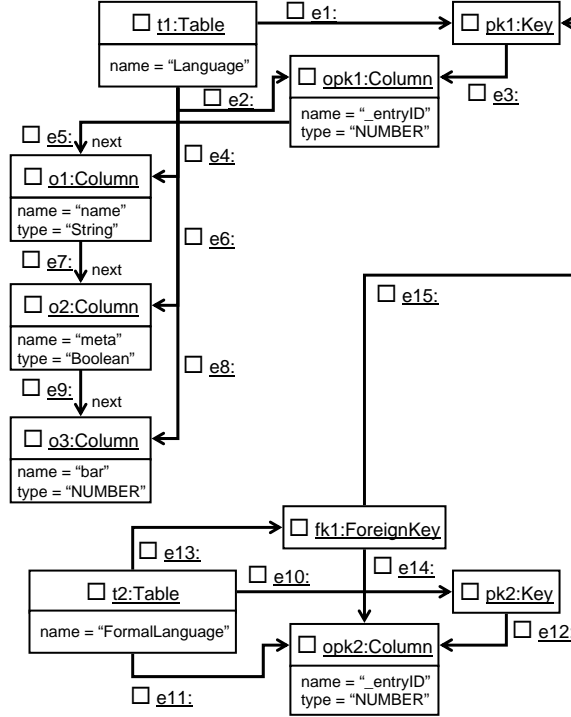 e1:
t1:Table
pk1:Key
name = “Language”
opk1:Column
e2:
e3:
name = “_entryID”
type = “NUMBER”
e5: next
e4:
o1:Column
name = “name”
type = “String”
e6:
e7: next
o2:Column
e15:
name = “meta”
type = “Boolean”
e8:
e9: next
o3:Column
name = “bar”
type = “NUMBER”
fk1:ForeignKey
e13:
e10:
e14:
t2:Table
pk2:Key
name = “FormalLanguage”
opk2:Column
e12:
name = “_entryID”
type = “NUMBER”
e11: